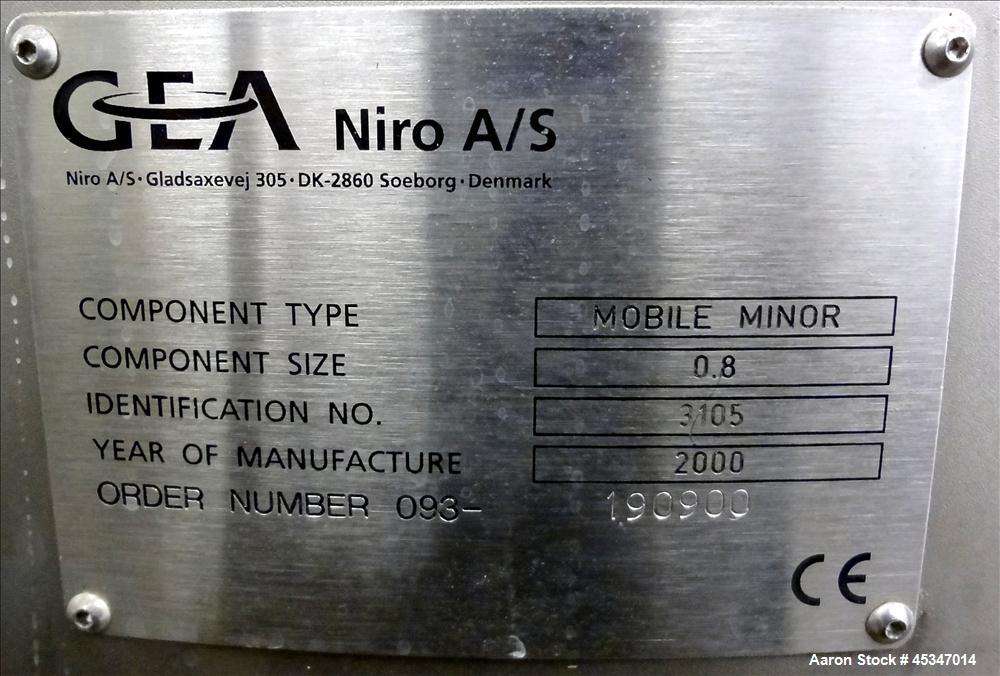 GEA Niro A/S
Niro A/S·Gladsaxevej 305·DK-2860 Soeborg·Denmark
COMPONENT TYPE MOBILE MINOR
COMPONENT SIZE 0.8
IDENTIFICATION NO. 3105
YEAR OF MANUFACTURE 2000
ORDER NUMBER 093- 190900
CE
Aaron Stock # 45347014